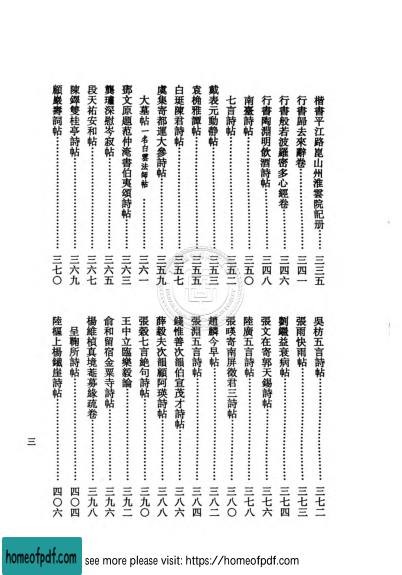 楷書平江路崑山州淮雲院記册……三三五
行書歸去來辭卷……三四一
行書般若波羅密多心經卷……三四六
行書陶淵明飲酒詩帖……三四八
南臺詩帖……三五〇
七言詩帖……三五二
戴表元動靜帖……三五三
袁桷雅譚帖……三五五
白珽陳君詩帖……三五七
虞集寄都運大參詩帖……三五九
大慕帖一名白雲法師帖……三六一
鄧文原題范仲淹書伯夷頌詩帖……三六三
龔璛深慰岑寂帖……三六五
段天祐安和帖……三六七
陳鐸雙桂亭詩帖……三六九
顧巖壽詞帖……三七〇
吳枋五言詩帖……三七二
張雨快雨帖……三七三
劉巘益衰病帖……三七四
張文在寄郭天錫詩帖……三七六
陸廣五言詩帖……三七八
張暎寄南屏徵君三詩帖……三八〇
趙麟今早帖……三八二
張淵五言詩帖……三八四
錢惟善次韻伯宣茂才詩帖……三八六
薛毅夫次韻顧阿瑛詩帖……三八八
張毅七言絕句詩帖……三九〇
王中立臨樂毅論……三九二
俞和留宿金粟寺詩帖……三九六
楊維楨真境菴募緣疏卷……三九八
呈鞠所詩帖……四〇四
陸樞上楊鐵崖詩帖……四〇六
三
homeofpdf.com
see more please visit: https://homeofpdf.com